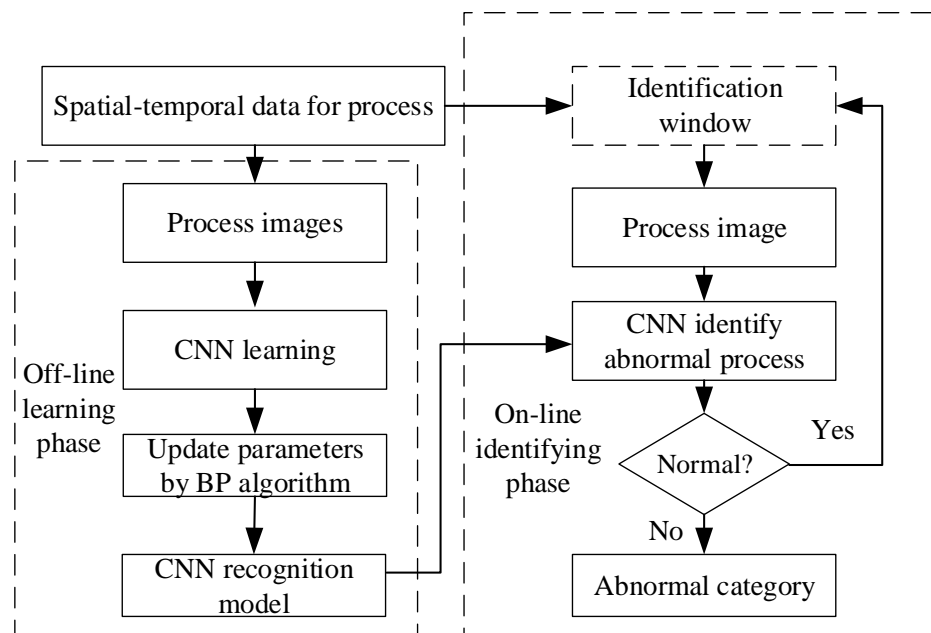 Spatial-temporal data for process
Process images
CNN learning
Off-line
learning
phase
Update parameters
by BP algorithm
CNN recognition
model
Identification
window
Process image
CNN identify
abnormal process
On-line
identifying
phase
Normal?
Yes
No
Abnormal category